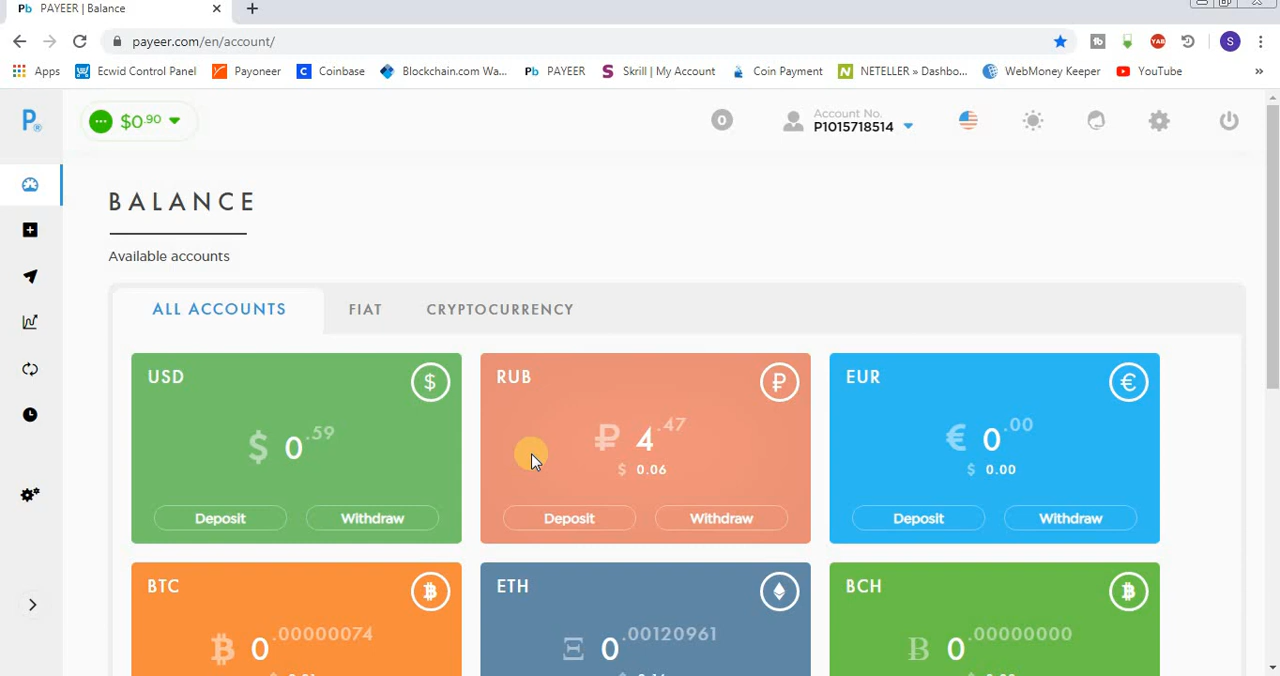 Pb PAYEER | Balance
payeer.com/en/account/
Apps Ecwid Control Panel Payoneer Coinbase Blockchain.com Wa... Pb PAYEER Skrill | My Account Coin Payment NETELLER » Dashbo... WebMoney Keeper YouTube »
P® $0.90 0 Account No.
P1015718514
BALANCE
Available accounts
ALL ACCOUNTS FIAT CRYPTOCURRENCY
USD $ RUB ₽ EUR €
$ 0.59 ₽ 4.47 € 0.00
$ 0.06 $ 0.00
Deposit Withdraw Deposit Withdraw Deposit Withdraw
BTC ETH BCH
0.00000074 Ξ 0.00120961 0.00000000